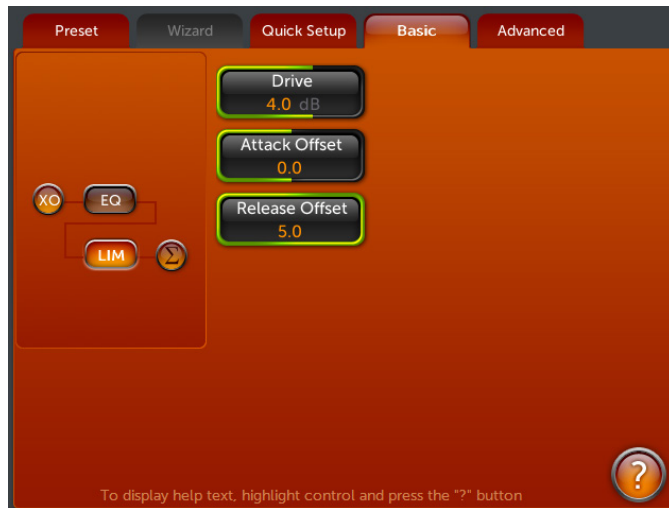 Preset Wizard Quick Setup Basic Advanced
Drive
4.0 dB
Attack Offset
0.0
Release Offset
5.0
XO EQ
LIM Σ
To display help text, highlight control and press the "?" button
?